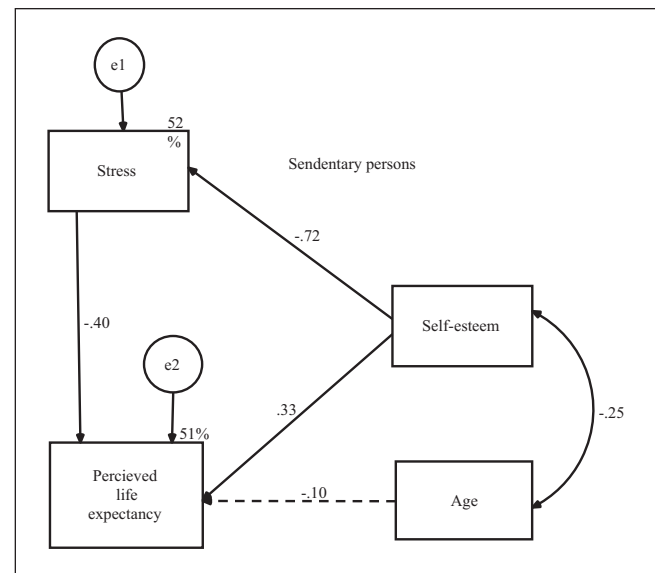 e1
52
%
Stress
Sendentary persons
-.72
Self-esteem
-.40
e2
.33
-.25
51%
Percieved
life
expectancy
-.10
Age